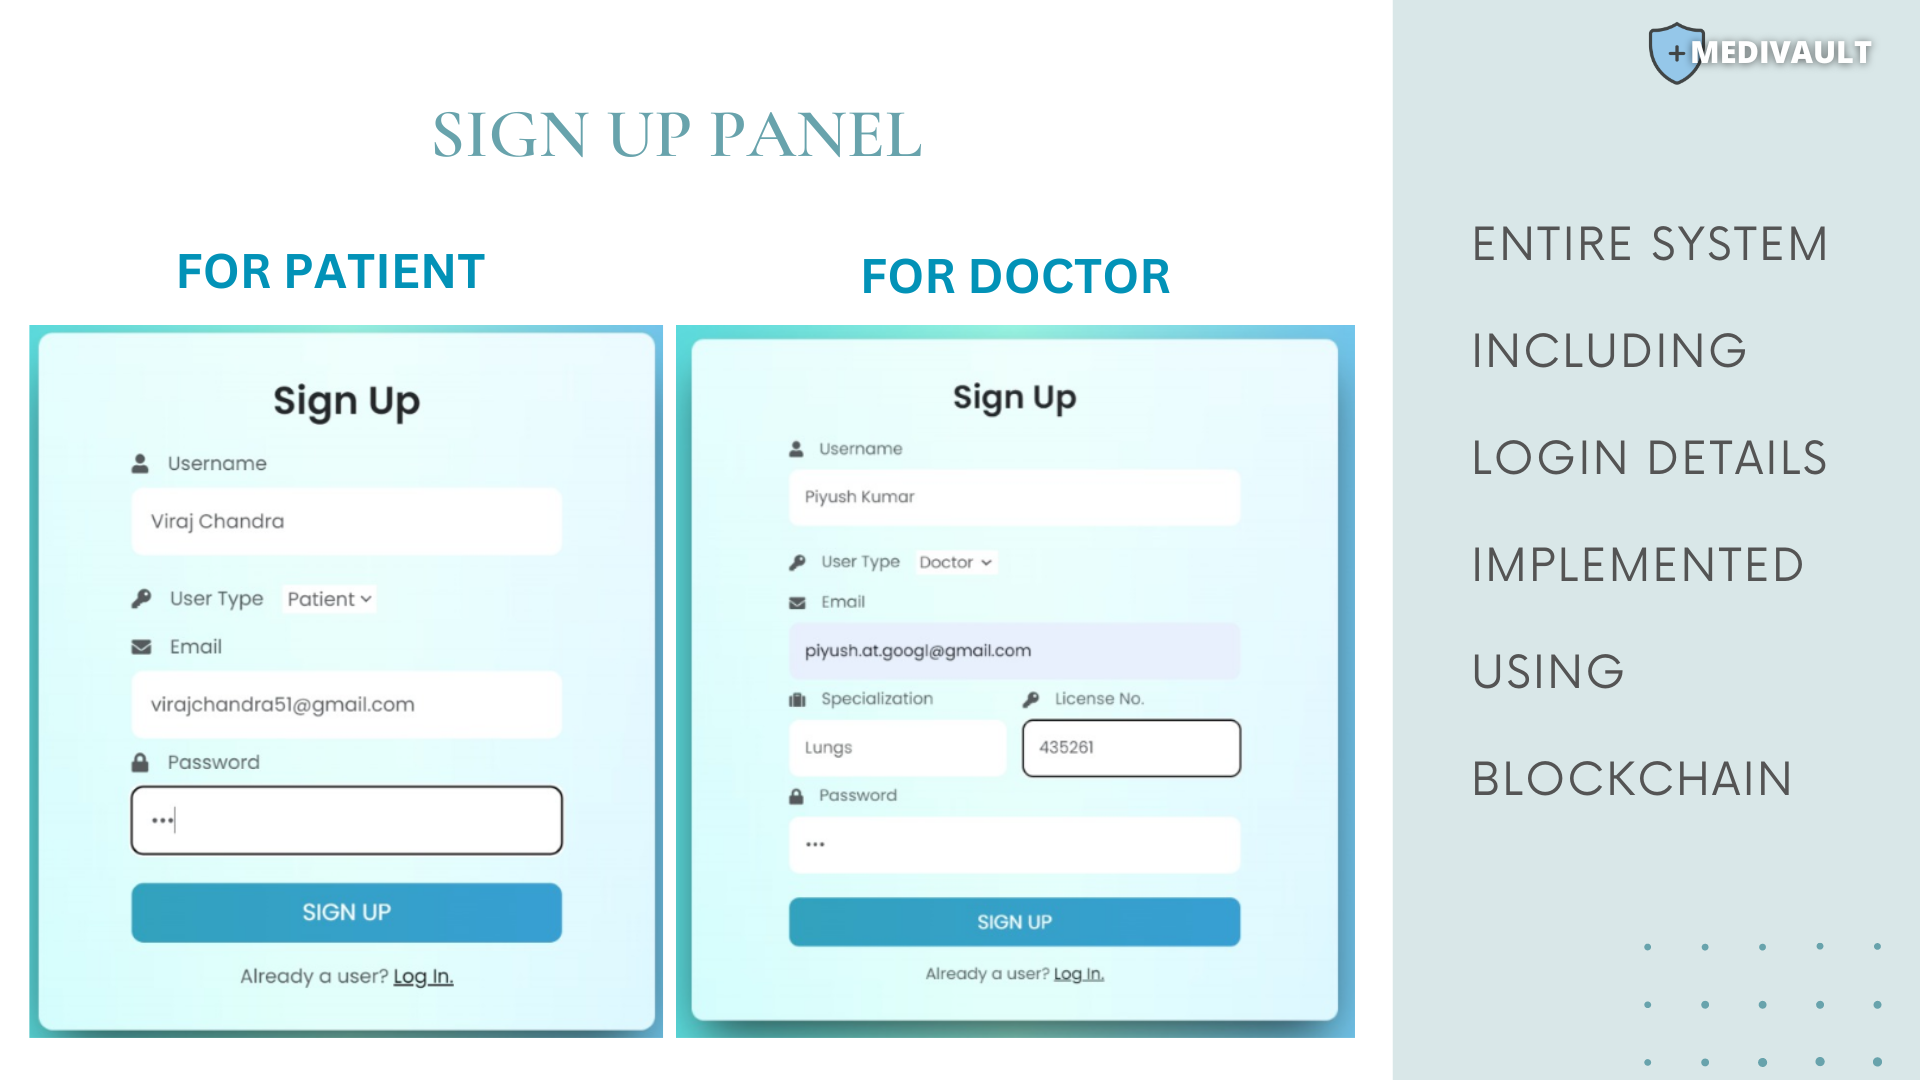 +MEDIVAULT
SIGN UP PANEL
FOR PATIENT
Sign Up
Username
Viraj Chandra
User Type Patient
Email
virajchandra51@gmail.com
Password
•••
SIGN UP
Already a user? Log In.
FOR DOCTOR
Sign Up
Username
Piyush Kumar
User Type Doctor
Email
piyush.at.googl@gmail.com
Specialization License No.
Lungs 435261
Password
•••
SIGN UP
Already a user? Log In.
ENTIRE SYSTEM
INCLUDING
LOGIN DETAILS
IMPLEMENTED
USING
BLOCKCHAIN